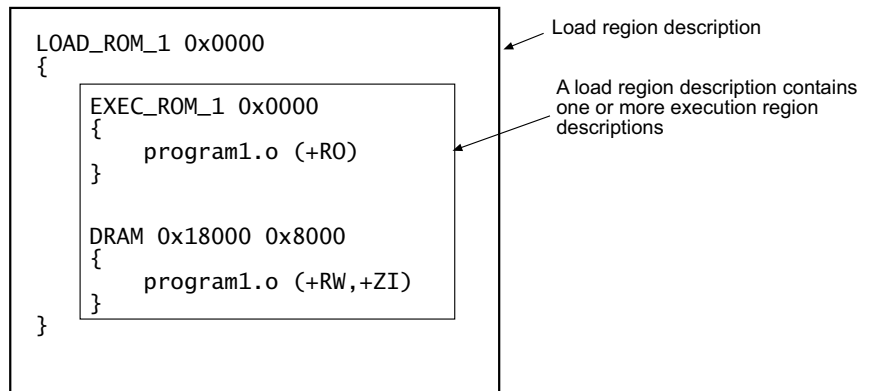 LOAD_ROM_1 0x0000
{
EXEC_ROM_1 0x0000
{
program1.o (+RO)
}
DRAM 0x18000 0x8000
{
program1.o (+RW,+ZI)
}
}
Load region description
A load region description contains
one or more execution region
descriptions